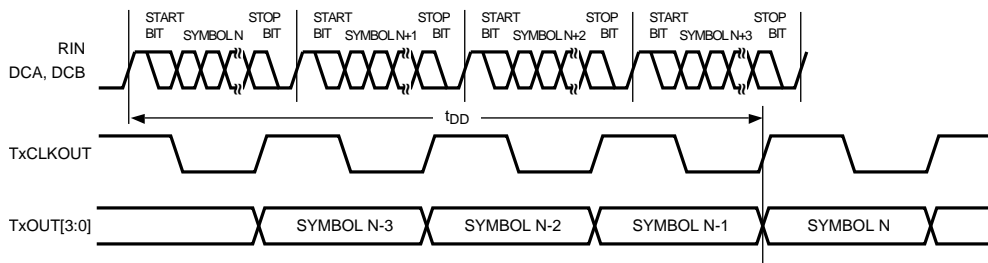 START STOP START STOP START STOP START STOP
BIT SYMBOL N BIT BIT SYMBOL N+1 BIT BIT SYMBOL N+2 BIT BIT SYMBOL N+3 BIT
RIN
DCA, DCB
tDD
TxCLKOUT
TxOUT[3:0] SYMBOL N-3 SYMBOL N-2 SYMBOL N-1 SYMBOL N